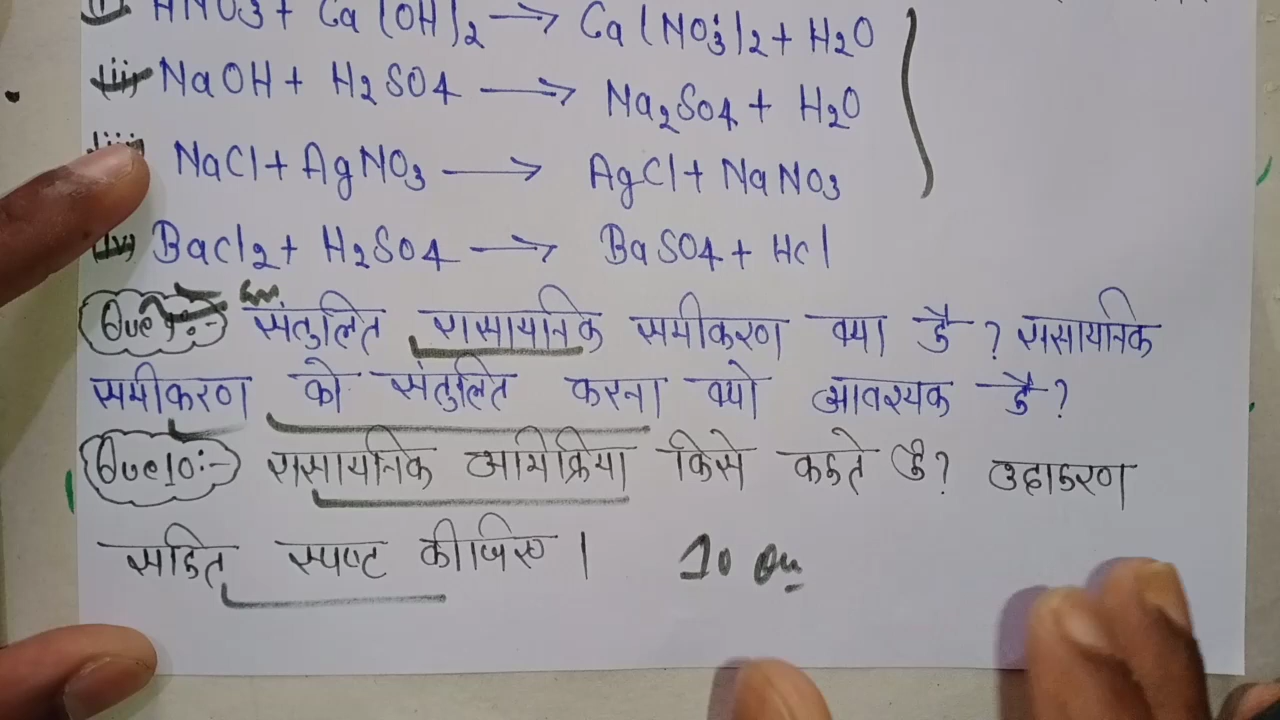 HNO3 + Ca(OH)2 → Ca(NO3)2 + H2O
(ii) NaOH + H2SO4 → Na2SO4 + H2O
NaCl + AgNO3 → AgCl + NaNO3
(iv) BaCl2 + H2SO4 → BaSO4 + HCl
Que 9:- संतुलित रासायनिक समीकरण क्या है ? रासायनिक
समीकरण को संतुलित करना क्यो आवश्यक है ?
Que 10:- रासायनिक अभिक्रिया किसे कहते है ? उदाहरण
सहित स्पष्ट कीजिए । 10